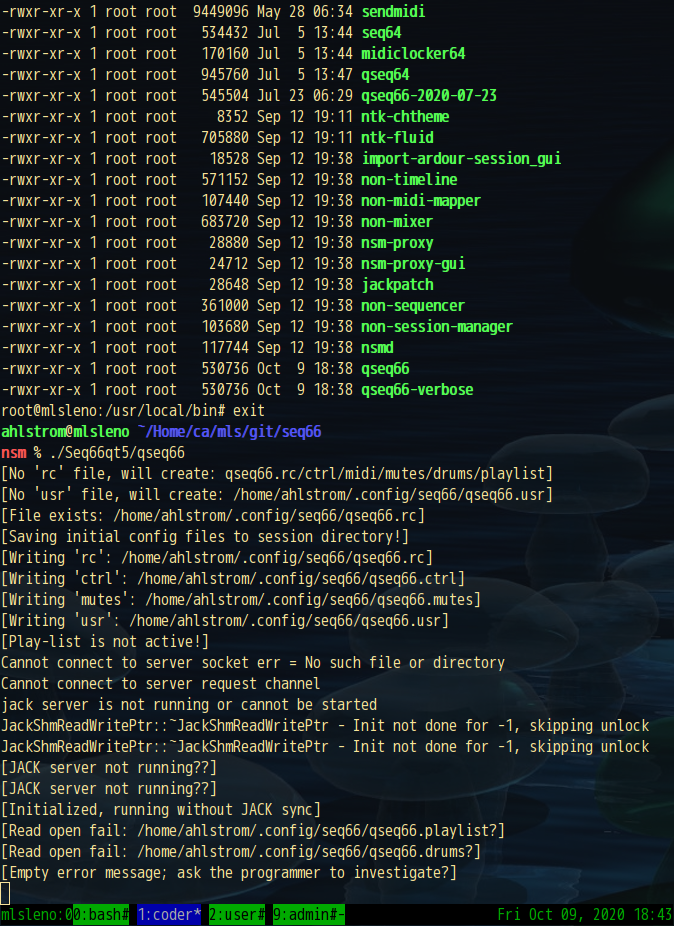 -rwxr-xr-x 1 root root  9449096 May 28 06:34 sendmidi
-rwxr-xr-x 1 root root   534432 Jul  5 13:44 seq64
-rwxr-xr-x 1 root root   170160 Jul  5 13:44 midiclocker64
-rwxr-xr-x 1 root root   945760 Jul  5 13:47 qseq64
-rwxr-xr-x 1 root root   545504 Jul 23 06:29 qseq66-2020-07-23
-rwxr-xr-x 1 root root     8352 Sep 12 19:11 ntk-chtheme
-rwxr-xr-x 1 root root   705880 Sep 12 19:11 ntk-fluid
-rwxr-xr-x 1 root root    18528 Sep 12 19:38 import-ardour-session_gui
-rwxr-xr-x 1 root root   571152 Sep 12 19:38 non-timeline
-rwxr-xr-x 1 root root   107440 Sep 12 19:38 non-midi-mapper
-rwxr-xr-x 1 root root   683720 Sep 12 19:38 non-mixer
-rwxr-xr-x 1 root root    28880 Sep 12 19:38 nsm-proxy
-rwxr-xr-x 1 root root    24712 Sep 12 19:38 nsm-proxy-gui
-rwxr-xr-x 1 root root    28648 Sep 12 19:38 jackpatch
-rwxr-xr-x 1 root root   361000 Sep 12 19:38 non-sequencer
-rwxr-xr-x 1 root root   103680 Sep 12 19:38 non-session-manager
-rwxr-xr-x 1 root root   117744 Sep 12 19:38 nsmd
-rwxr-xr-x 1 root root   530736 Oct  9 18:38 qseq66
-rwxr-xr-x 1 root root   530736 Oct  9 18:38 qseq66-verbose
root@mlsleno:/usr/local/bin# exit
ahlstrom@mlsleno ~/Home/ca/mls/git/seq66
nsm % ./Seq66qt5/qseq66
[No 'rc' file, will create: qseq66.rc/ctrl/midi/mutes/drums/playlist]
[No 'usr' file, will create: /home/ahlstrom/.config/seq66/qseq66.usr]
[File exists: /home/ahlstrom/.config/seq66/qseq66.rc]
[Saving initial config files to session directory!]
[Writing 'rc': /home/ahlstrom/.config/seq66/qseq66.rc]
[Writing 'ctrl': /home/ahlstrom/.config/seq66/qseq66.ctrl]
[Writing 'mutes': /home/ahlstrom/.config/seq66/qseq66.mutes]
[Writing 'usr': /home/ahlstrom/.config/seq66/qseq66.usr]
[Play-list is not active!]
Cannot connect to server socket err = No such file or directory
Cannot connect to server request channel
jack server is not running or cannot be started
JackShmReadWritePtr::~JackShmReadWritePtr - Init not done for -1, skipping unlock
JackShmReadWritePtr::~JackShmReadWritePtr - Init not done for -1, skipping unlock
[JACK server not running??]
[JACK server not running??]
[Initialized, running without JACK sync]
[Read open fail: /home/ahlstrom/.config/seq66/qseq66.playlist?]
[Read open fail: /home/ahlstrom/.config/seq66/qseq66.drums?]
[Empty error message; ask the programmer to investigate?]
mlsleno:00:bash# 1:coder* 2:user# 9:admin#- Fri Oct 09, 2020 18:43